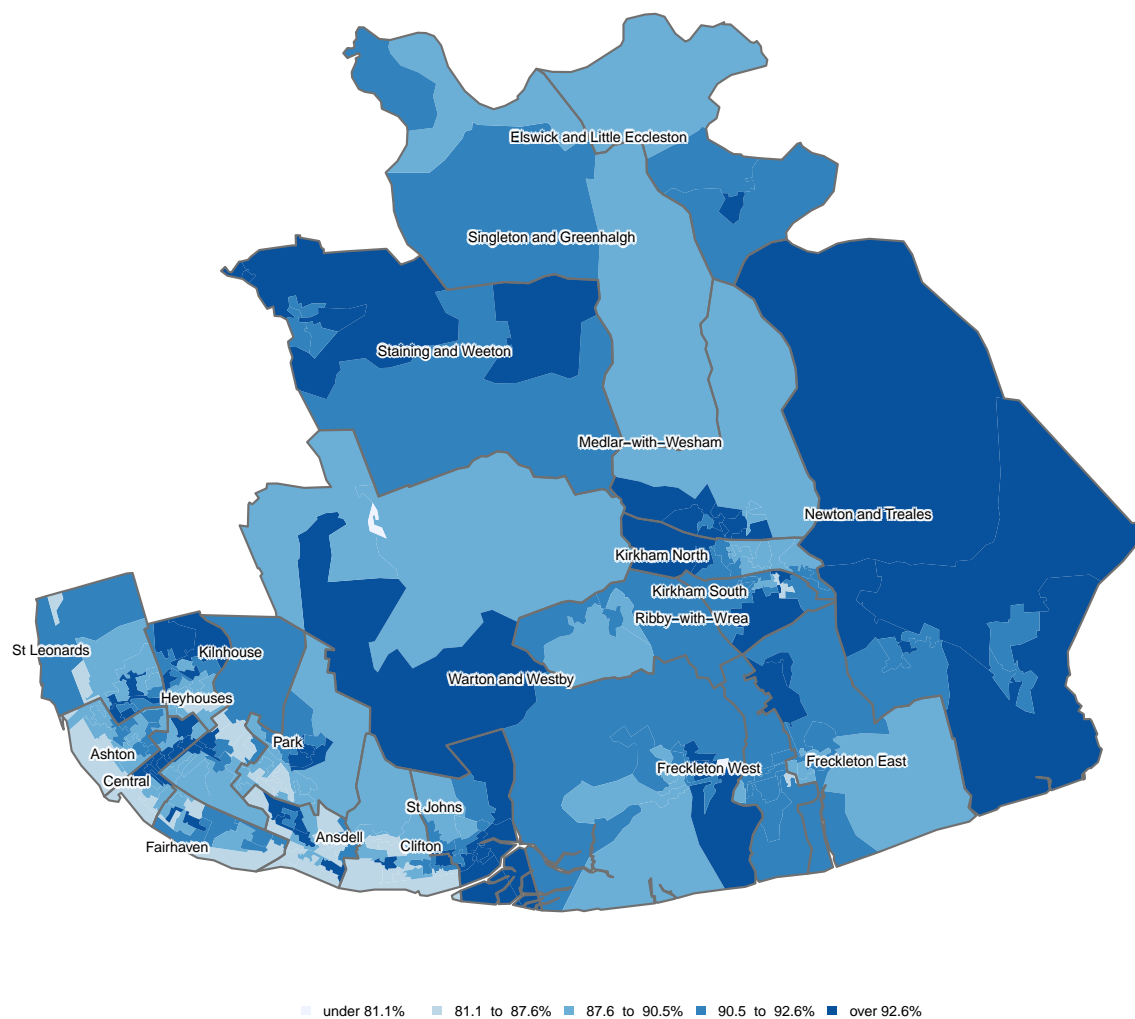 Elswick and Little Eccleston
Singleton and Greenhalgh
Staining and Weeton
Medlar−with−Wesham
Newton and Treales
Kirkham North
Kirkham South
Ribby−with−Wrea
St Leonards
Kilnhouse
Warton and Westby
Heyhouses
Park
Ashton
Freckleton West
Freckleton East
Central
St Johns
Ansdell
Clifton
Fairhaven
under 81.1%
81.1 to 87.6%
87.6 to 90.5%
90.5 to 92.6%
over 92.6%